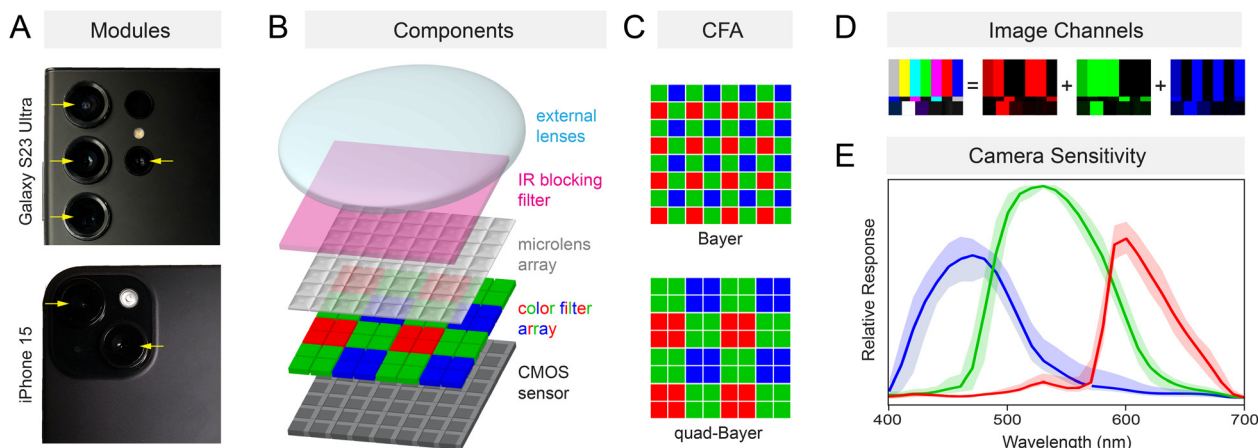 A
Modules
Galaxy S23 Ultra
iPhone 15
B
Components
external
lenses
IR blocking
filter
microlens
array
color filter
array
CMOS
sensor
C
CFA
Bayer
quad-Bayer
D
Image Channels
=
+
+
E
Camera Sensitivity
Relative Response
400
500
600
700
Wavelength (nm)